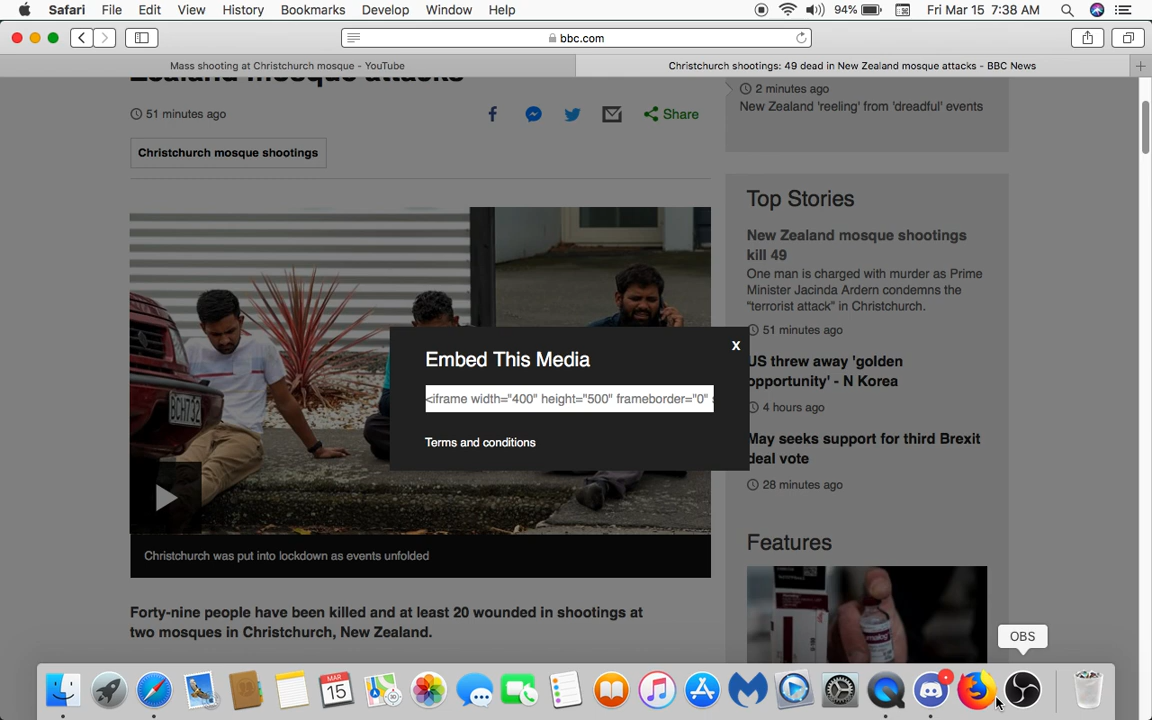 Safari File Edit View History Bookmarks Develop Window Help 94% Fri Mar 15 7:38 AM
bbc.com
Mass shooting at Christchurch mosque - YouTube
Christchurch shootings: 49 dead in New Zealand mosque attacks - BBC News
Zealand mosque attacks
51 minutes ago
Share
Christchurch mosque shootings
BCH732
Embed This Media
x
<iframe width="400" height="500" frameborder="0"
Terms and conditions
Christchurch was put into lockdown as events unfolded
Forty-nine people have been killed and at least 20 wounded in shootings at
two mosques in Christchurch, New Zealand.
2 minutes ago
New Zealand 'reeling' from 'dreadful' events
Top Stories
New Zealand mosque shootings
kill 49
One man is charged with murder as Prime
Minister Jacinda Ardern condemns the
"terrorist attack" in Christchurch.
51 minutes ago
US threw away 'golden
opportunity' - N Korea
4 hours ago
May seeks support for third Brexit
deal vote
28 minutes ago
Features
OBS
MAR
15